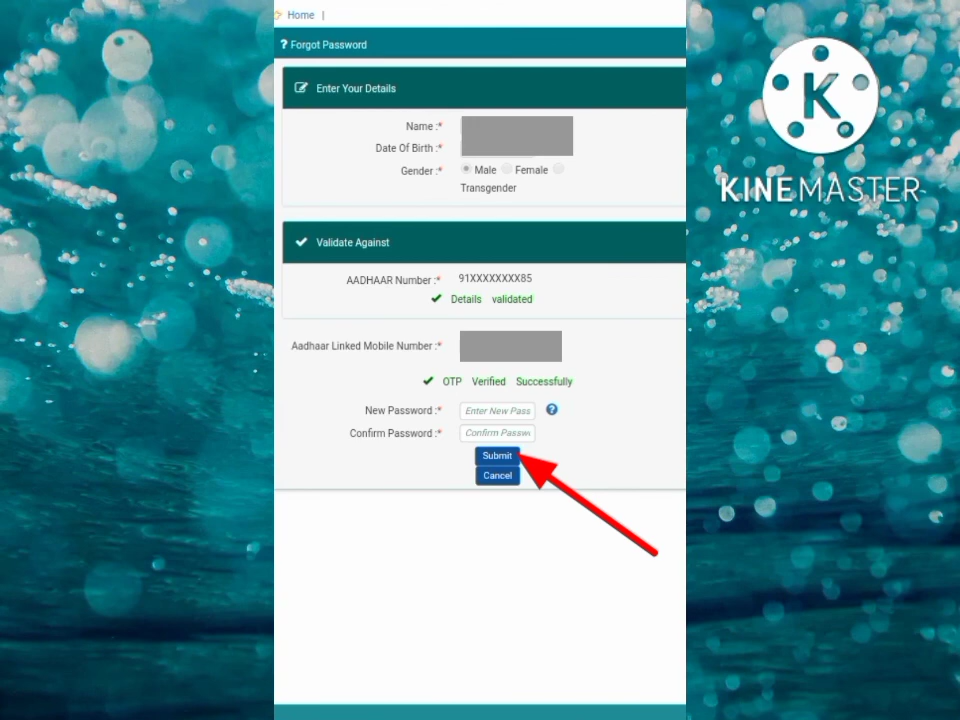 Home |
? Forgot Password
Enter Your Details
Name :*
Date Of Birth :*
Gender :* Male Female
Transgender
Validate Against
AADHAAR Number :* 91XXXXXXXX85
Details validated
Aadhaar Linked Mobile Number :*
OTP Verified Successfully
New Password :* Enter New Pass ?
Confirm Password :* Confirm Passw
Submit
Cancel
K
KINEMASTER